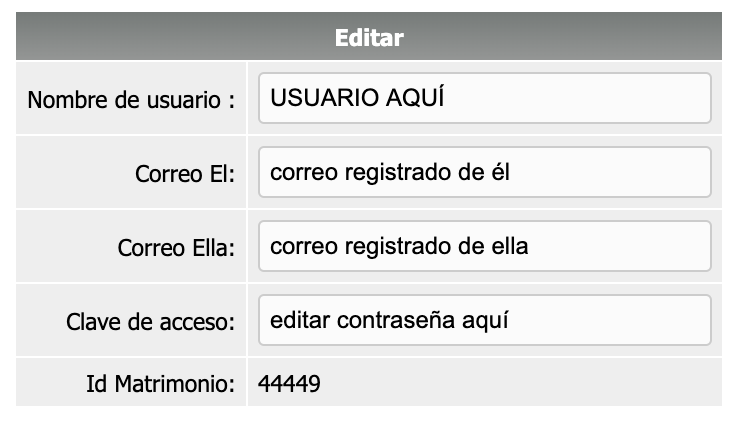 Editar
Nombre de usuario : USUARIO AQUÍ
Correo El: correo registrado de él
Correo Ella: correo registrado de ella
Clave de acceso: editar contraseña aquí
Id Matrimonio: 44449